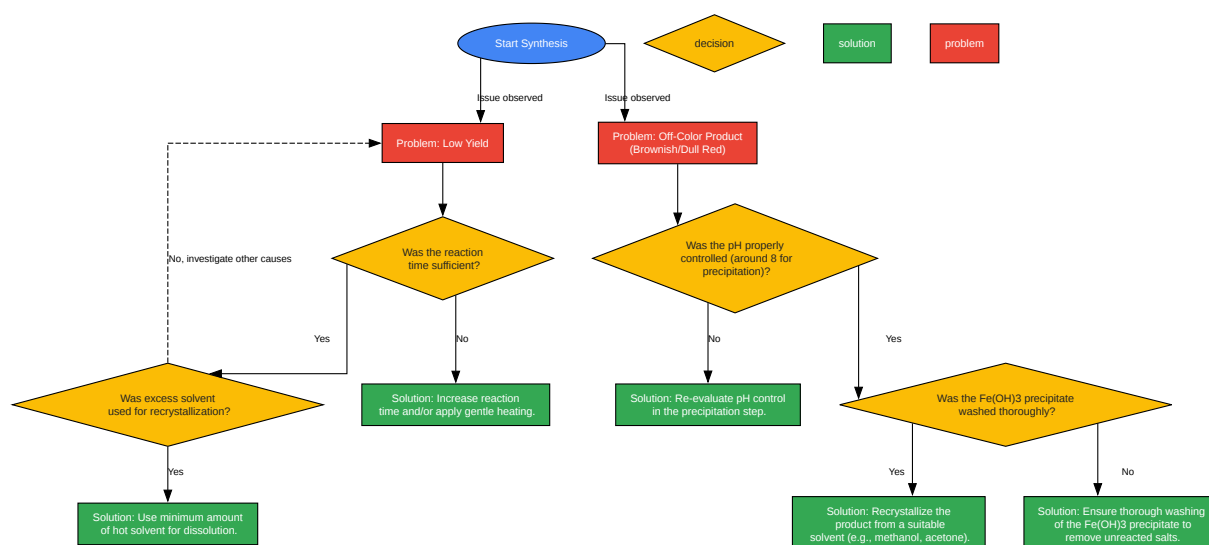 Start Synthesis
decision
solution
problem
Issue observed
Issue observed
Problem: Low Yield
Problem: Off-Color Product
(Brownish/Dull Red)
Was the reaction
time sufficient?
Was the pH properly
controlled (around 8 for
precipitation)?
No, investigate other causes
Yes
No
No
Yes
Was excess solvent
used for recrystallization?
Solution: Increase reaction
time and/or apply gentle heating.
Solution: Re-evaluate pH control
in the precipitation step.
Was the Fe(OH)3 precipitate
washed thoroughly?
Yes
Yes
No
Solution: Use minimum amount
of hot solvent for dissolution.
Solution: Recrystallize the
product from a suitable
solvent (e.g., methanol, acetone).
Solution: Ensure thorough washing
of the Fe(OH)3 precipitate to
remove unreacted salts.